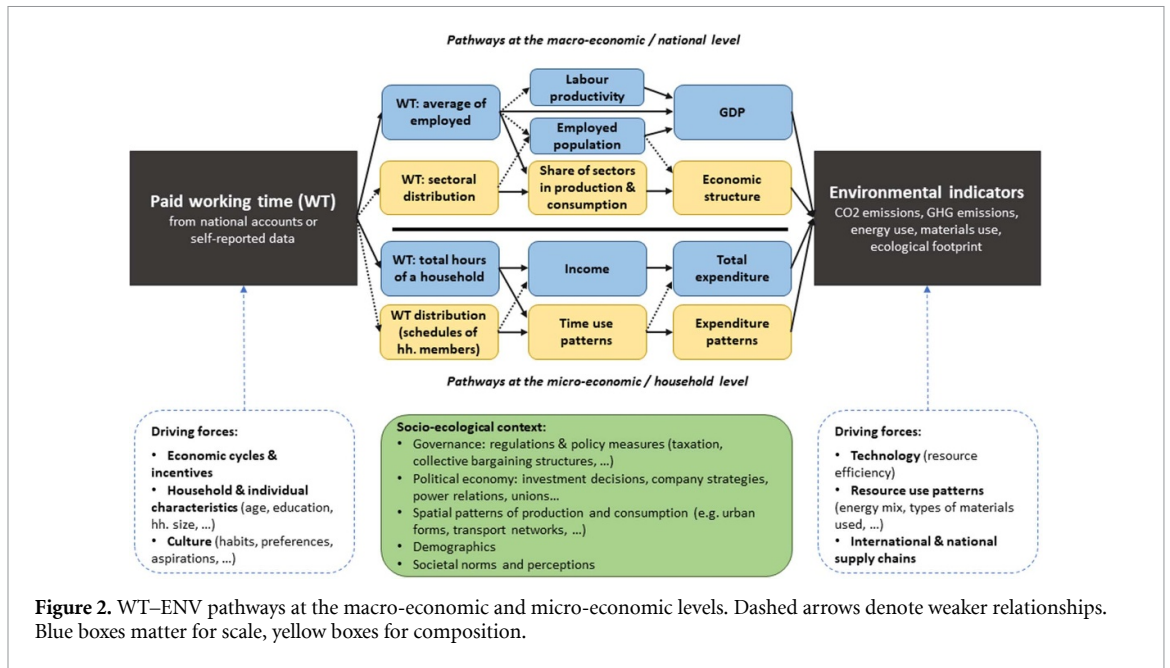 Pathways at the macro-economic / national level
Labour
productivity
WT: average of
employed
GDP
Employed
population
Paid working time (WT)
from national accounts or
self-reported data
WT: sectoral
distribution
Share of sectors
in production &
consumption
Economic
structure
Environmental indicators
CO2 emissions, GHG emissions,
energy use, materials use,
ecological footprint
WT: total hours
of a household
Income
Total
expenditure
WT distribution
(schedules of
hh. members)
Time use
patterns
Expenditure
patterns
Pathways at the micro-economic / household level
Driving forces:
• Economic cycles &
incentives
• Household & individual
characteristics (age, education,
hh. size, …)
• Culture (habits, preferences,
aspirations, …)
Socio-ecological context:
• Governance: regulations & policy measures (taxation,
collective bargaining structures, …)
• Political economy: investment decisions, company strategies,
power relations, unions…
• Spatial patterns of production and consumption (e.g. urban
forms, transport networks, …)
• Demographics
• Societal norms and perceptions
Driving forces:
• Technology (resource
efficiency)
• Resource use patterns
(energy mix, types of materials
used, …)
• International & national
supply chains
Figure 2. WT–ENV pathways at the macro-economic and micro-economic levels. Dashed arrows denote weaker relationships.
Blue boxes matter for scale, yellow boxes for composition.